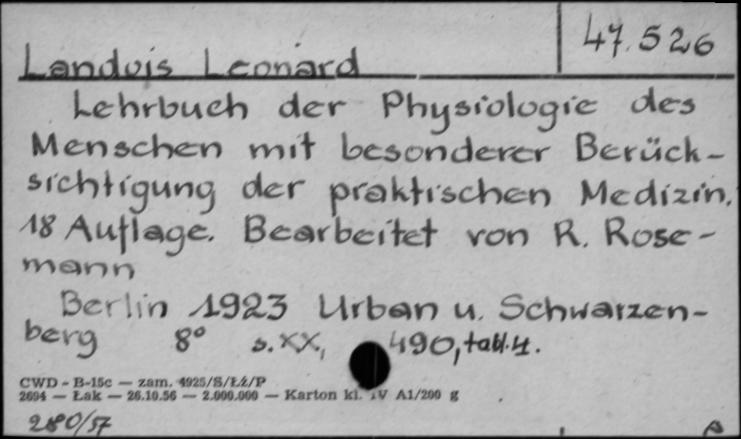 47.526
Landois Leonard
Lehrbuch der Physiologie des
Menschen mit besonderer Berück-
sichtigung der praktischen Medizin.
18 Auflage. Bearbeitet von R. Rose-
mann
Berlin 1923 Urban u. Schwarzen-
berg 8° s. XX, 490, tabl. 4.
CWD - B-15c — zam. 4925/S/Łż/P
2694 — Łak — 26.10.56 — 2.000.000 — Karton kl. IV A1/200 g
280/57